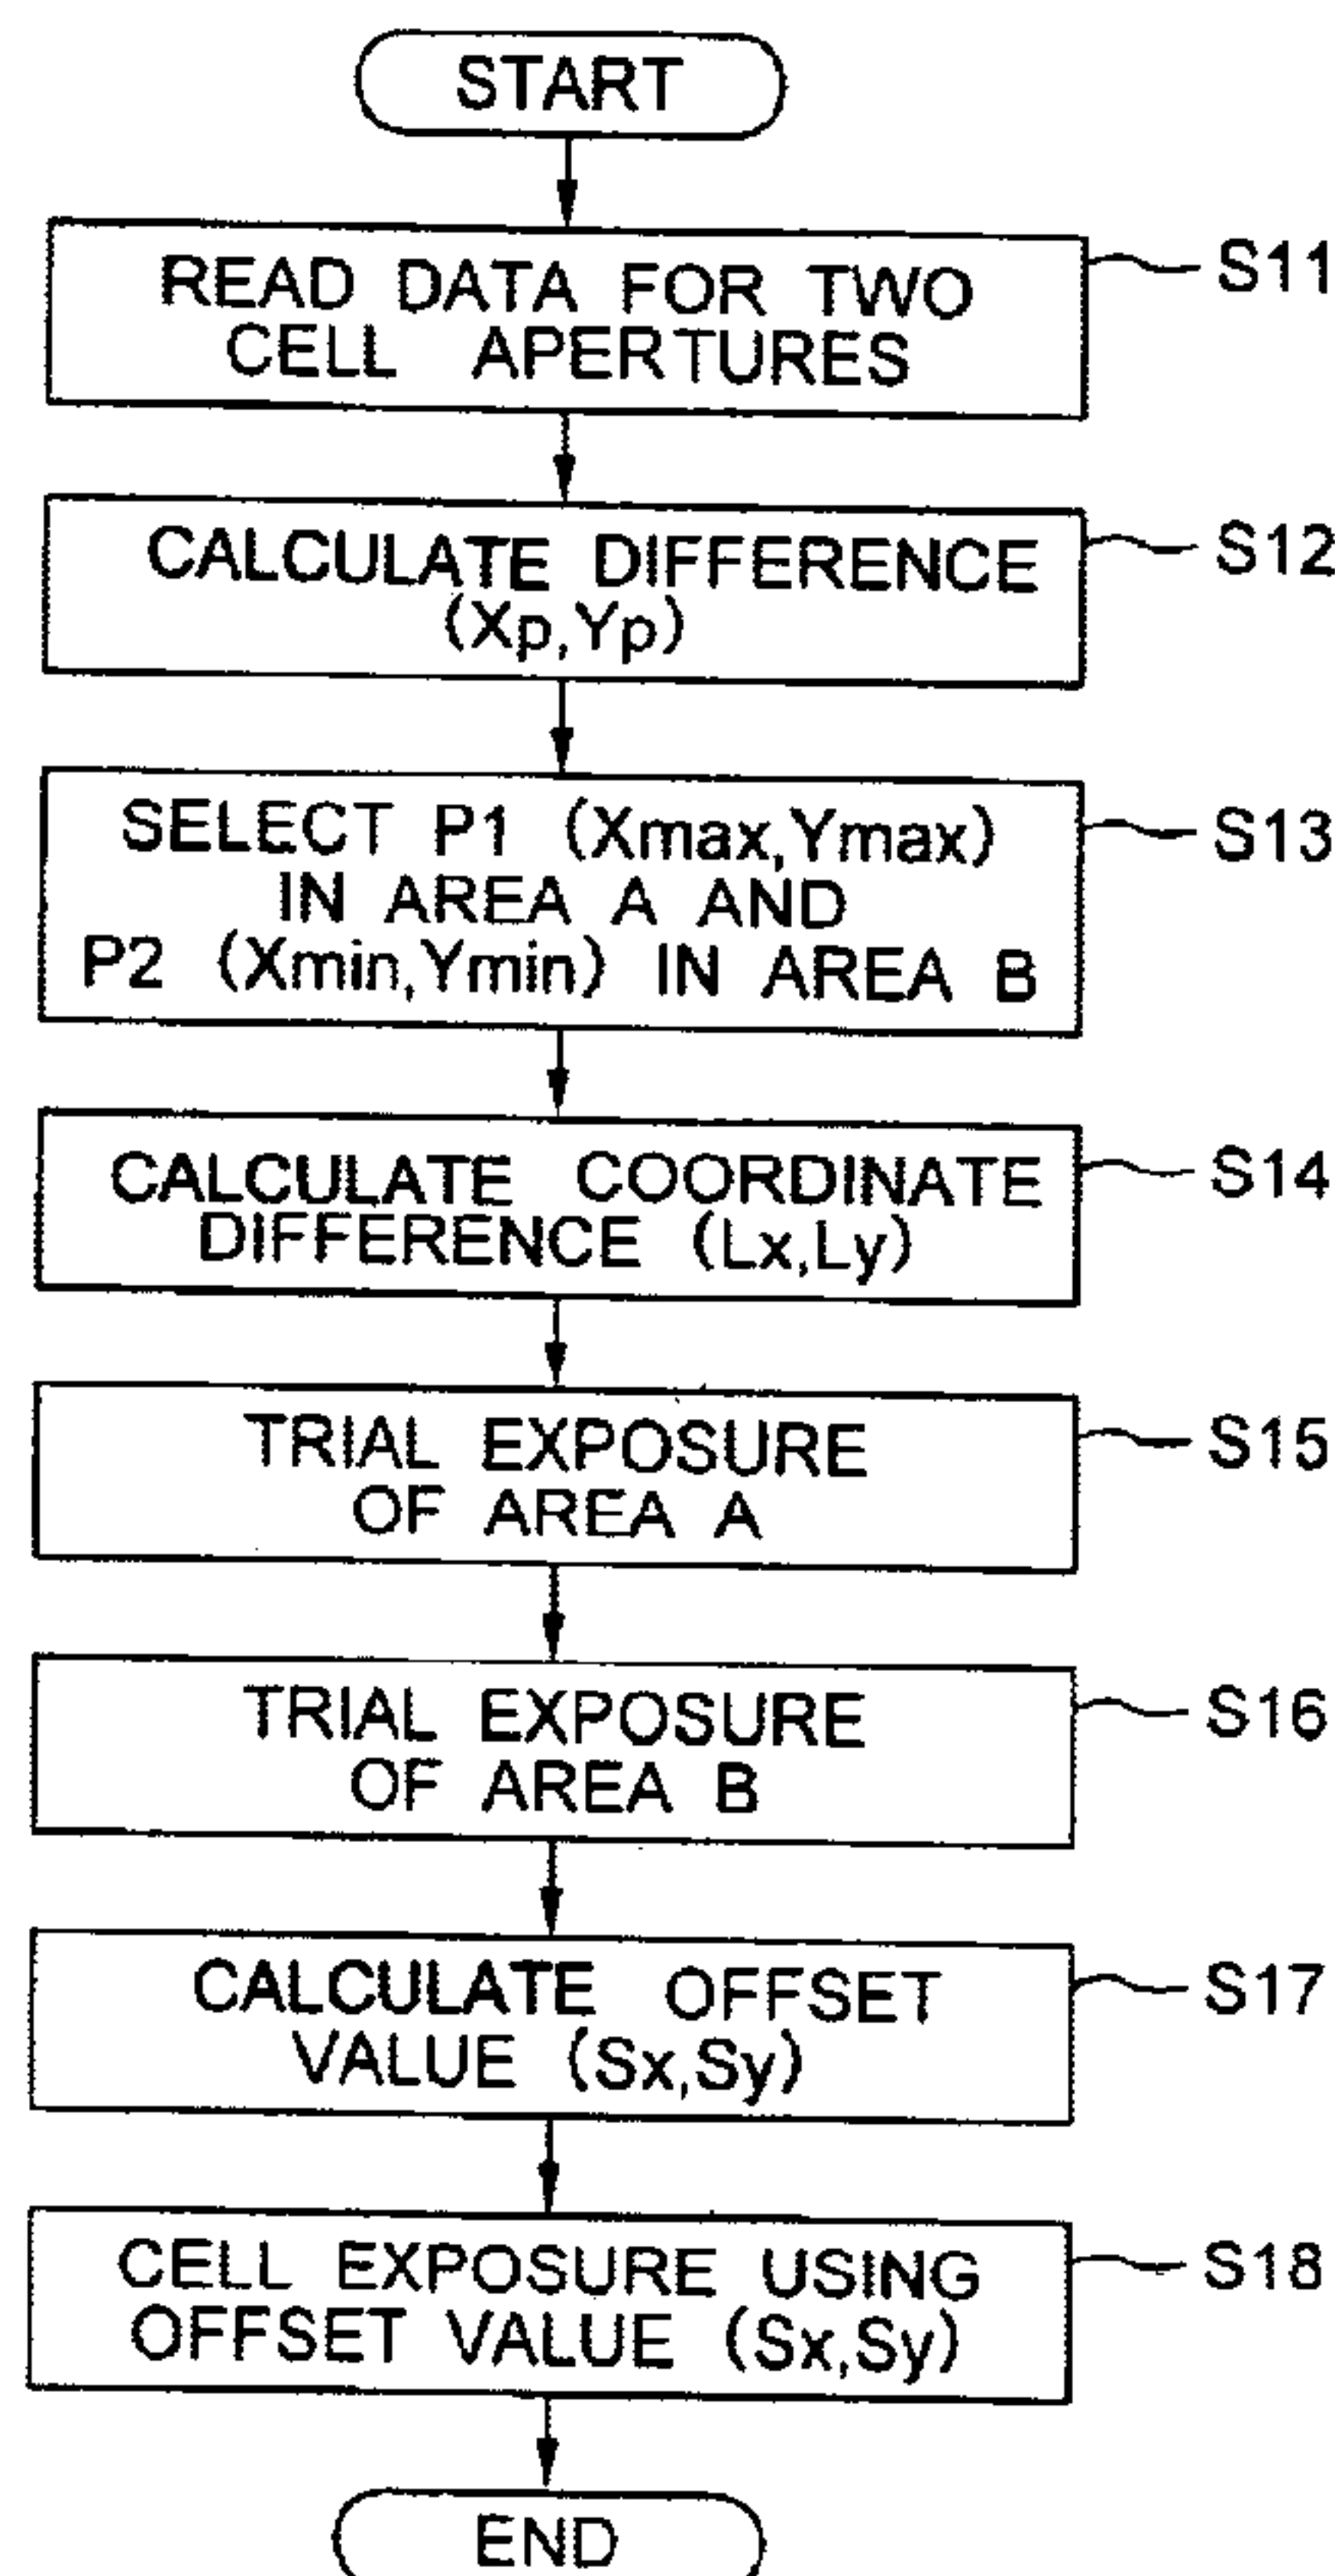 START
READ DATA FOR TWO
CELL APERTURES
S11
CALCULATE DIFFERENCE
(Xp,Yp)
S12
SELECT P1 (Xmax,Ymax)
IN AREA A AND
P2 (Xmin,Ymin) IN AREA B
S13
CALCULATE COORDINATE
DIFFERENCE (Lx,Ly)
S14
TRIAL EXPOSURE
OF AREA A
S15
TRIAL EXPOSURE
OF AREA B
S16
CALCULATE OFFSET
VALUE (Sx,Sy)
S17
CELL EXPOSURE USING
OFFSET VALUE (Sx,Sy)
S18
END